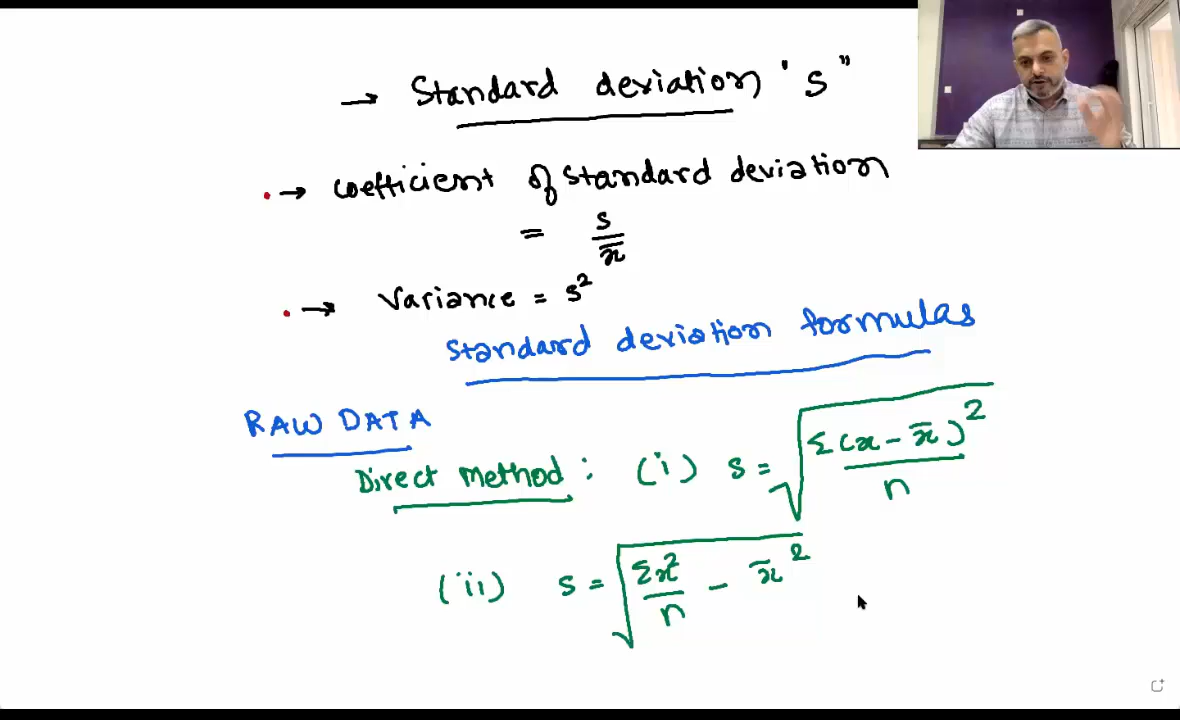 → Standard deviation 's"
• → coefficient of standard deviation
= s/x̄
• → variance = s²
standard deviation formulas
RAW DATA
Direct method : (i) s = √(Σ(x - x̄)²/n)
(ii) s = √(Σx²/n - x̄²)